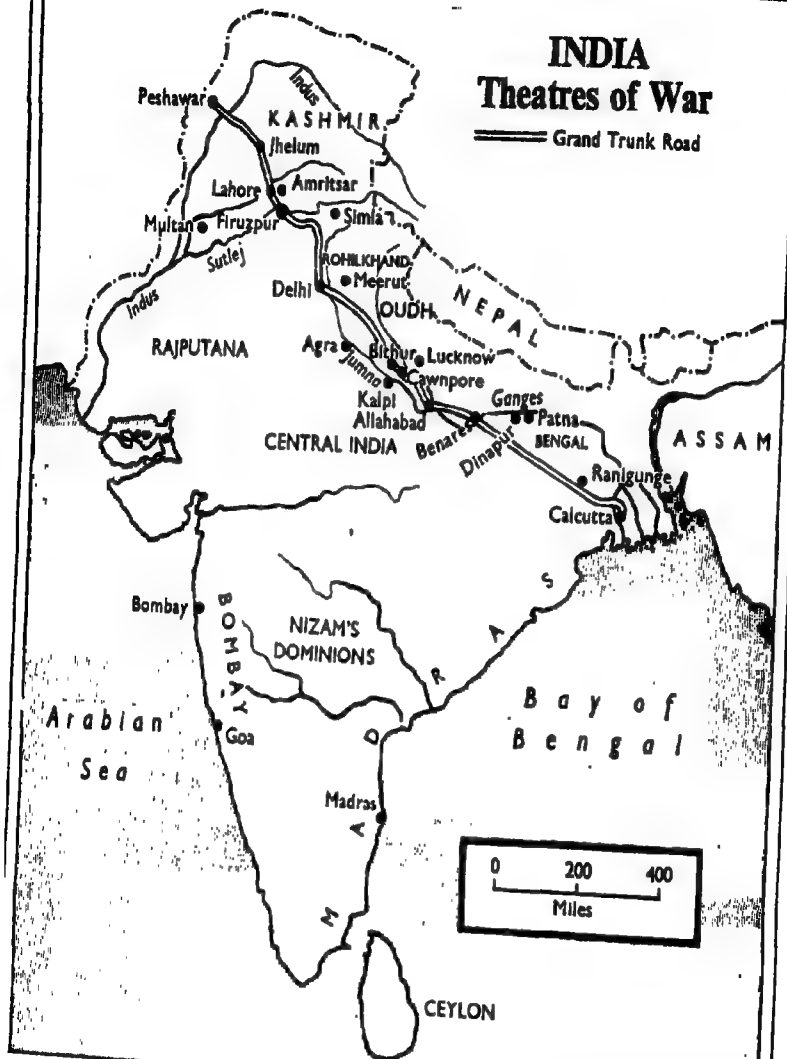 INDIA
Theatres of War
Grand Trunk Road
Peshawar
Indus
KASHMIR
Jhelum
Lahore
Amritsar
Multan
Firuzpur
Simla
Sutlej
Indus
ROHILKHAND
Meerut
Delhi
OUDH
NEPAL
RAJPUTANA
Agra
Jumna
Bithur
Lucknow
Cawnpore
Kalpi
Allahabad
Ganges
Patna
Benares
Dinapur
BENGAL
ASSAM
CENTRAL INDIA
Ranigunge
Calcutta
Bombay
BOMBAY
NIZAM'S
DOMINIONS
MADRAS
Arabian
Sea
Goa
Bay of
Bengal
Madras
0 200 400
Miles
CEYLON